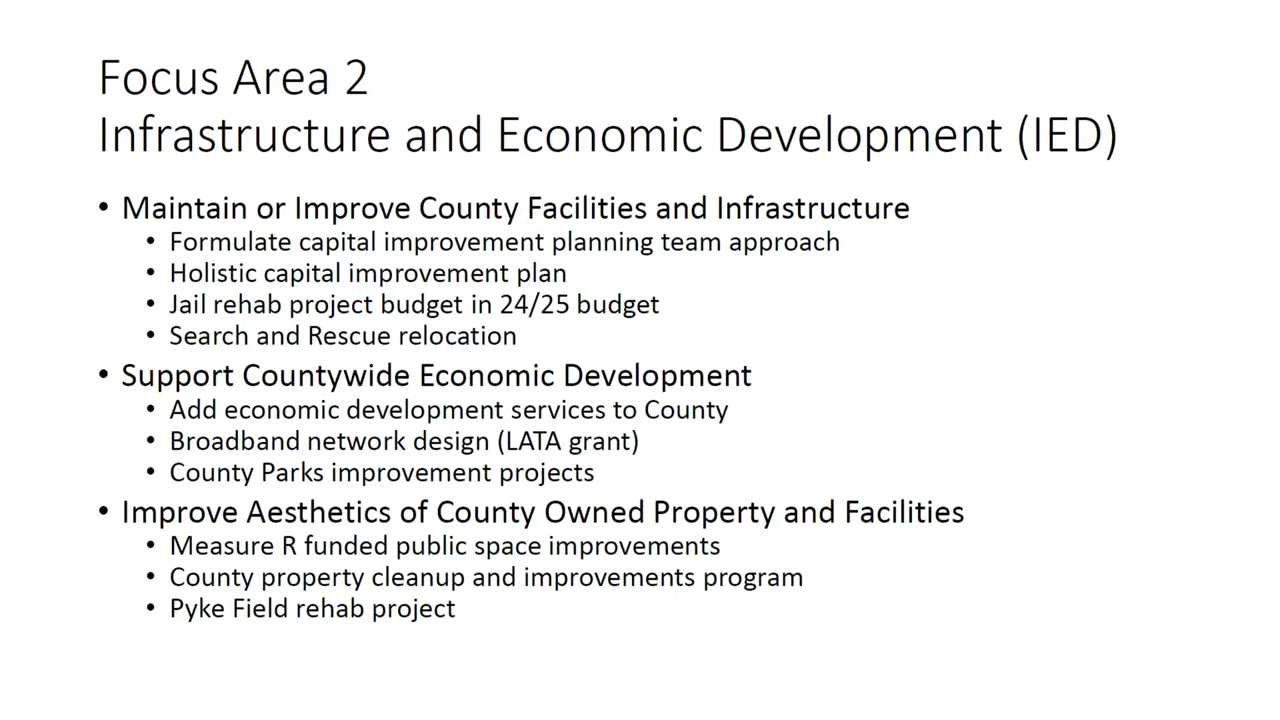 Focus Area 2
Infrastructure and Economic Development (IED)
• Maintain or Improve County Facilities and Infrastructure
• Formulate capital improvement planning team approach
• Holistic capital improvement plan
• Jail rehab project budget in 24/25 budget
• Search and Rescue relocation
• Support Countywide Economic Development
• Add economic development services to County
• Broadband network design (LATA grant)
• County Parks improvement projects
• Improve Aesthetics of County Owned Property and Facilities
• Measure R funded public space improvements
• County property cleanup and improvements program
• Pyke Field rehab project